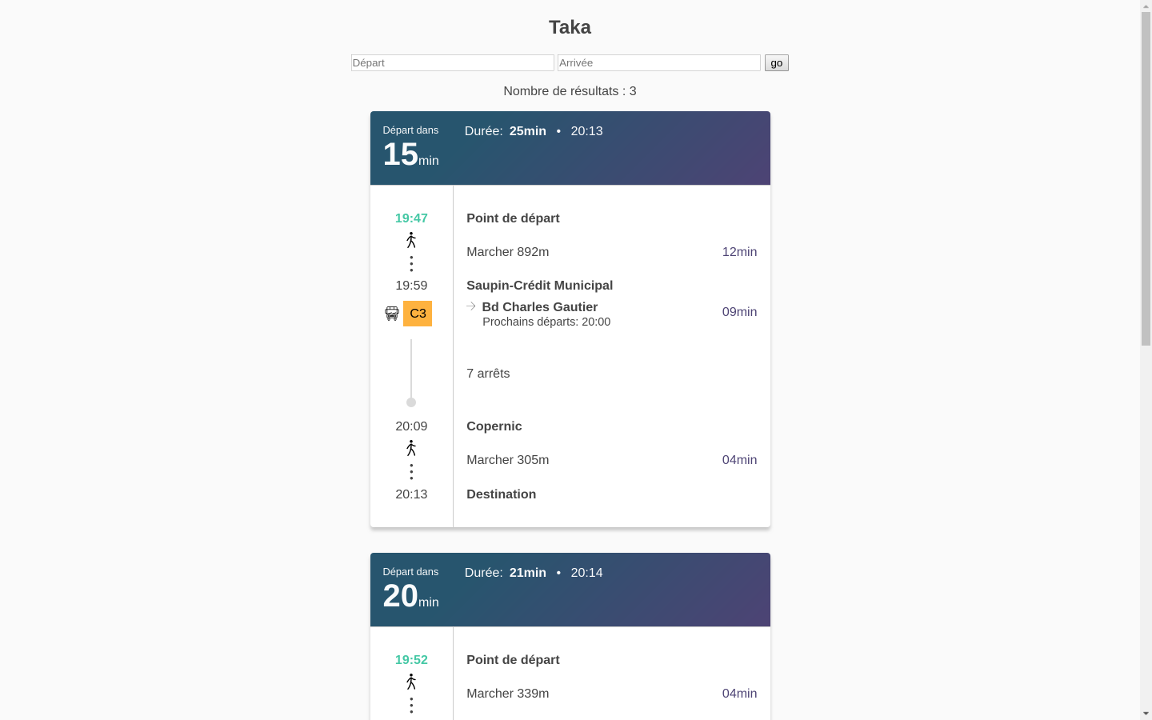 Taka
Départ Arrivée go
Nombre de résultats : 3
Départ dans
15min
Durée: 25min • 20:13
19:47 Point de départ
Marcher 892m 12min
19:59 Saupin-Crédit Municipal
C3 Bd Charles Gautier 09min
Prochains départs: 20:00
7 arrêts
20:09 Copernic
Marcher 305m 04min
20:13 Destination
Départ dans
20min
Durée: 21min • 20:14
19:52 Point de départ
Marcher 339m 04min